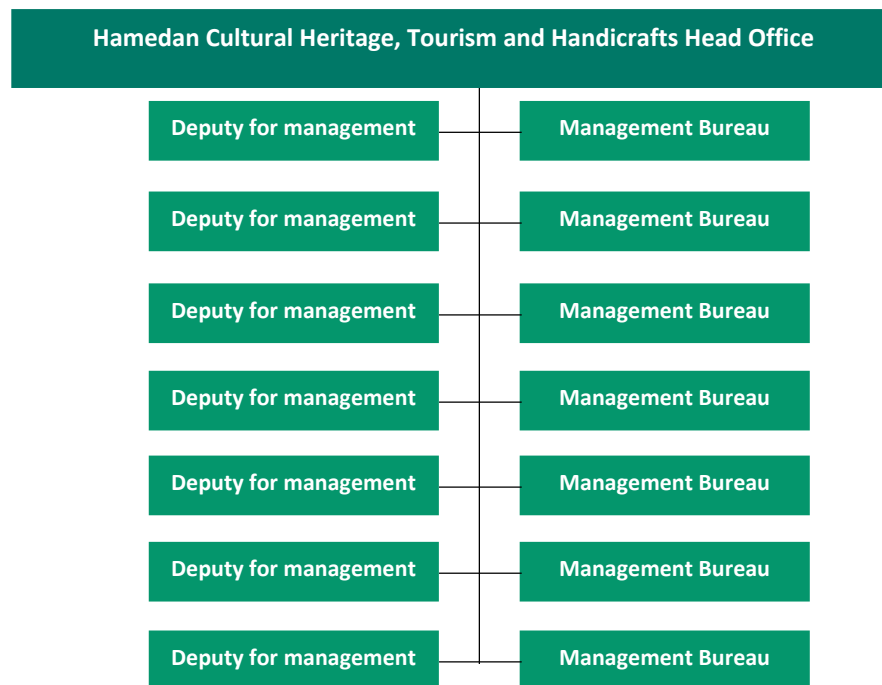 Hamedan Cultural Heritage, Tourism and Handicrafts Head Office
Deputy for management
Management Bureau
Deputy for management
Management Bureau
Deputy for management
Management Bureau
Deputy for management
Management Bureau
Deputy for management
Management Bureau
Deputy for management
Management Bureau
Deputy for management
Management Bureau